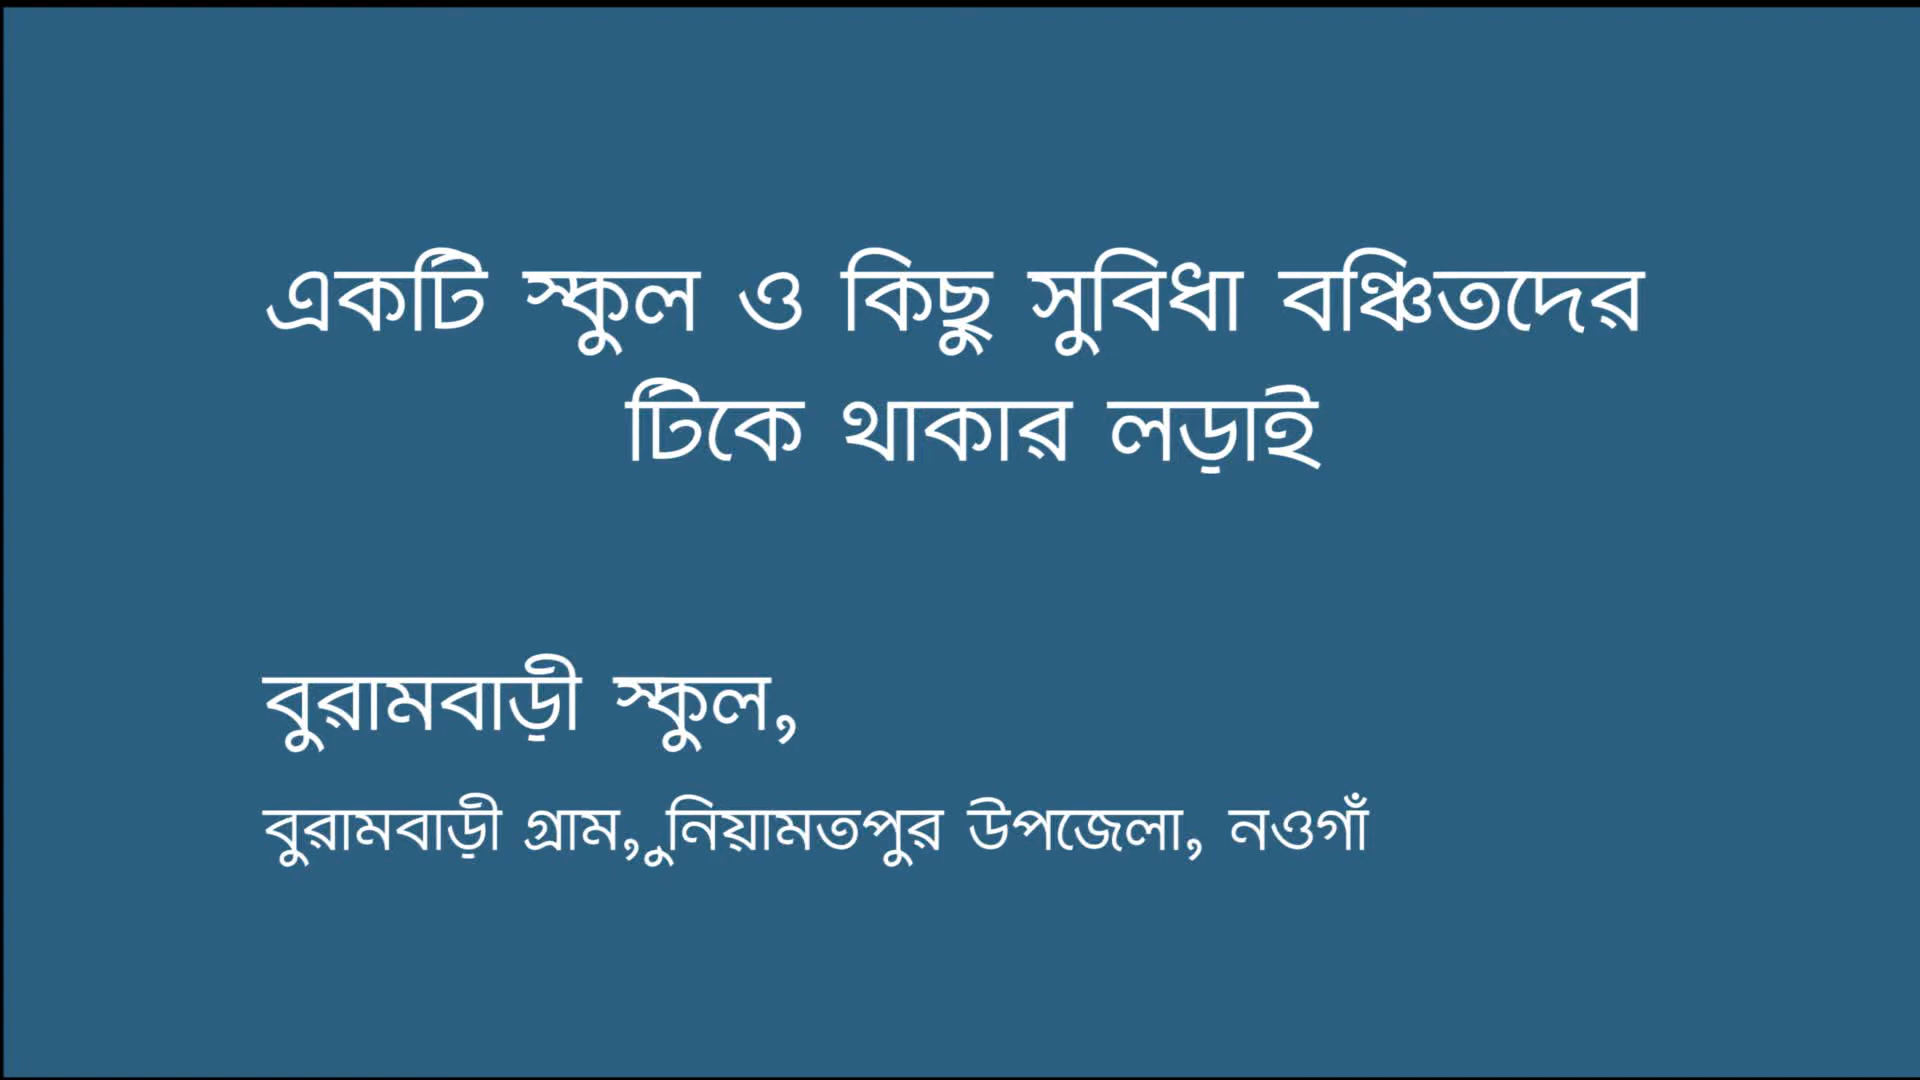 একটি স্কুল ও কিছু সুবিধা বঞ্চিতদের
টিকে থাকার লড়াই
বুরামবাড়ী স্কুল,
বুরামবাড়ী গ্রাম, ুনিয়ামতপুর উপজেলা, নওগাঁ